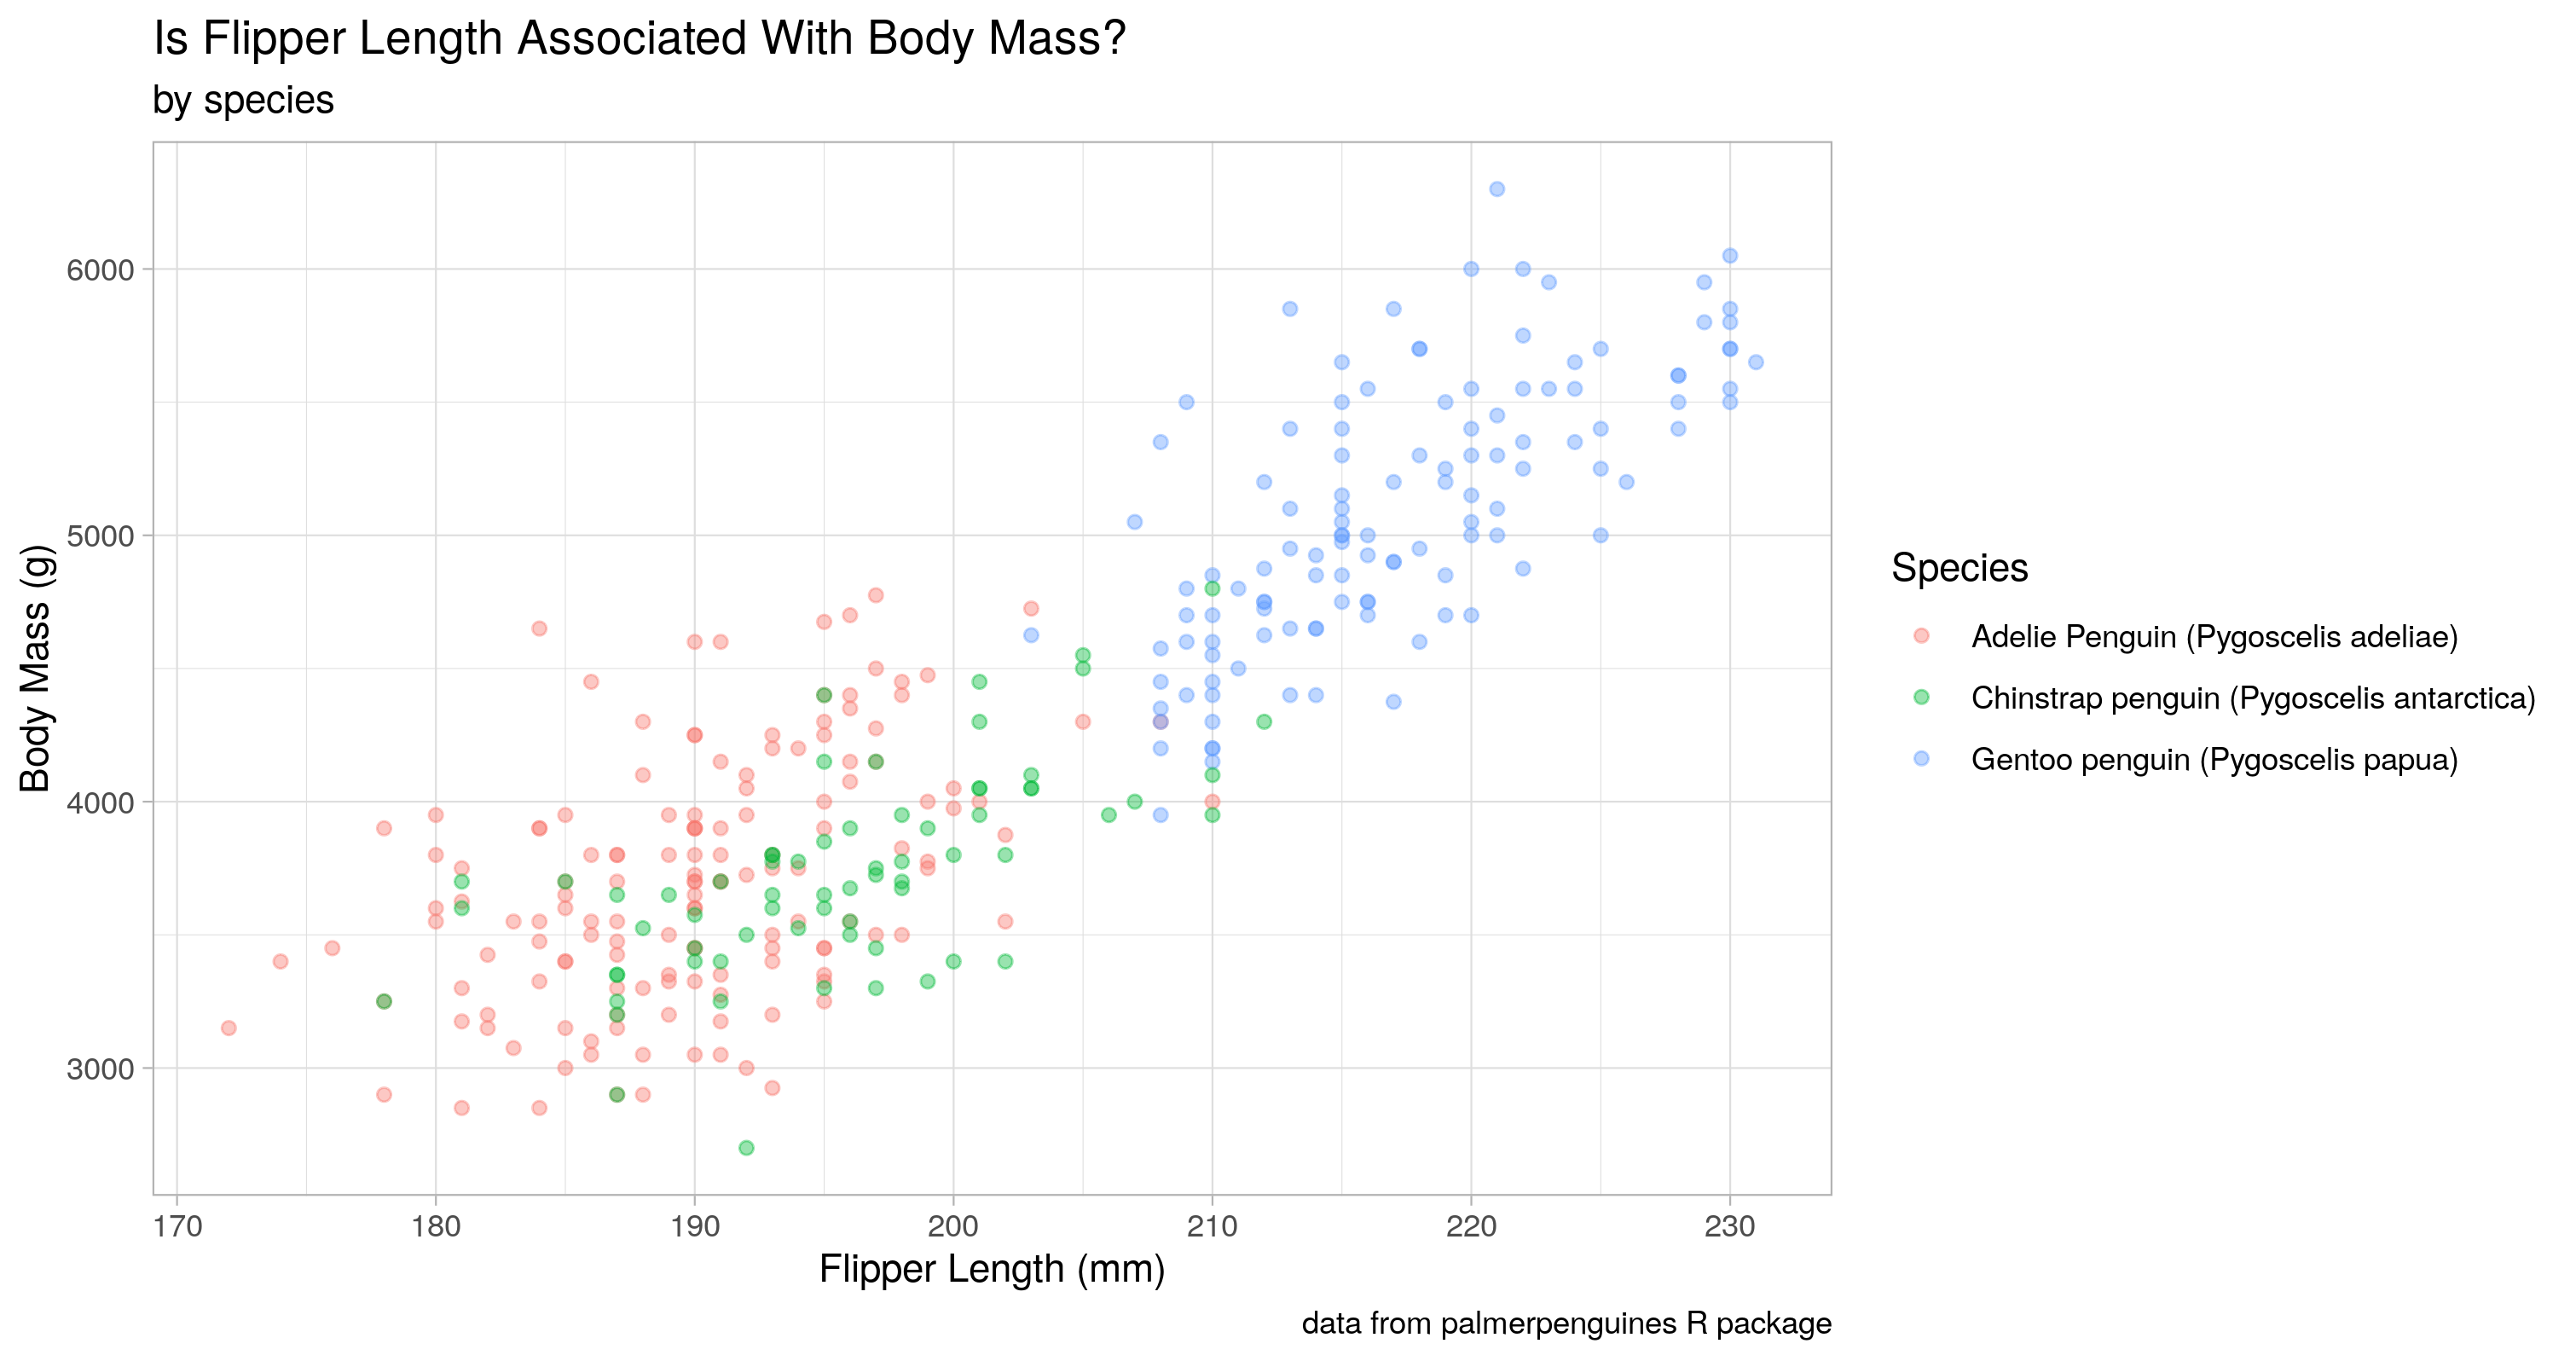 Is Flipper Length Associated With Body Mass?
by species
6000
5000
4000
3000
Body Mass (g)
170 180 190 200 210 220 230
Flipper Length (mm)
Species
Adelie Penguin (Pygoscelis adeliae)
Chinstrap penguin (Pygoscelis antarctica)
Gentoo penguin (Pygoscelis papua)
data from palmerpenguines R package